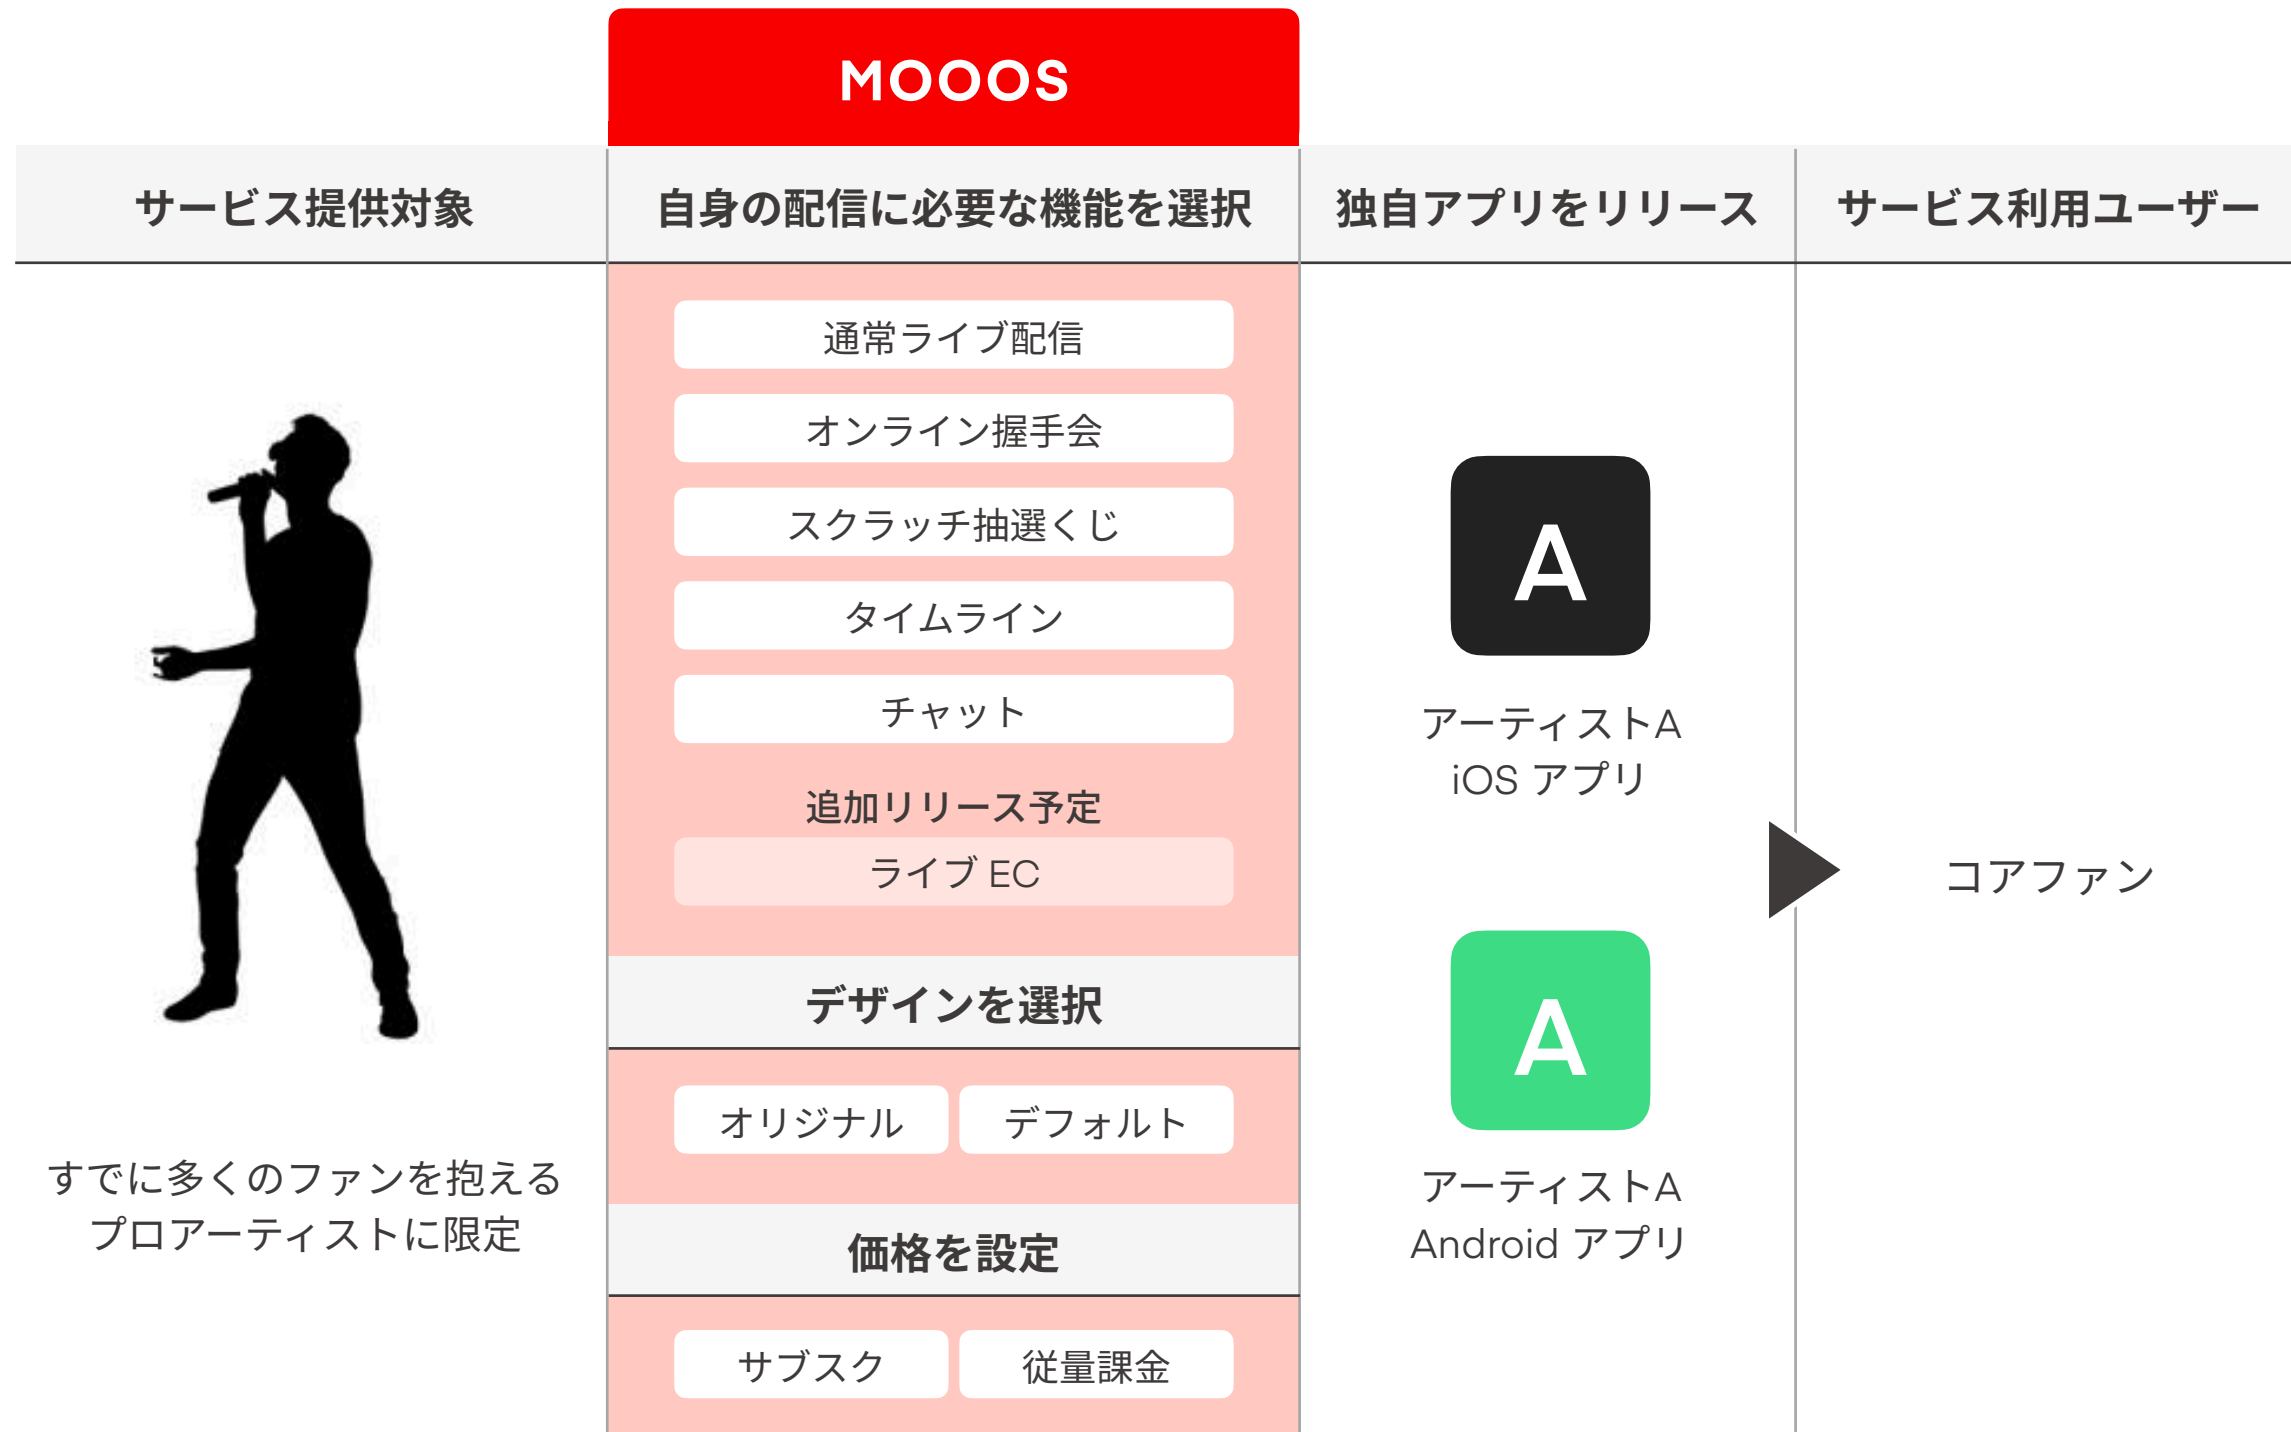 MOOOS
サービス提供対象
自身の配信に必要な機能を選択
独自アプリをリリース
サービス利用ユーザー
すでに多くのファンを抱える
プロアーティストに限定
通常ライブ配信
オンライン握手会
スクラッチ抽選くじ
タイムライン
チャット
追加リリース予定
ライブ EC
デザインを選択
オリジナル
デフォルト
価格を設定
サブスク
従量課金
A
アーティストA
iOS アプリ
A
アーティストA
Android アプリ
コアファン